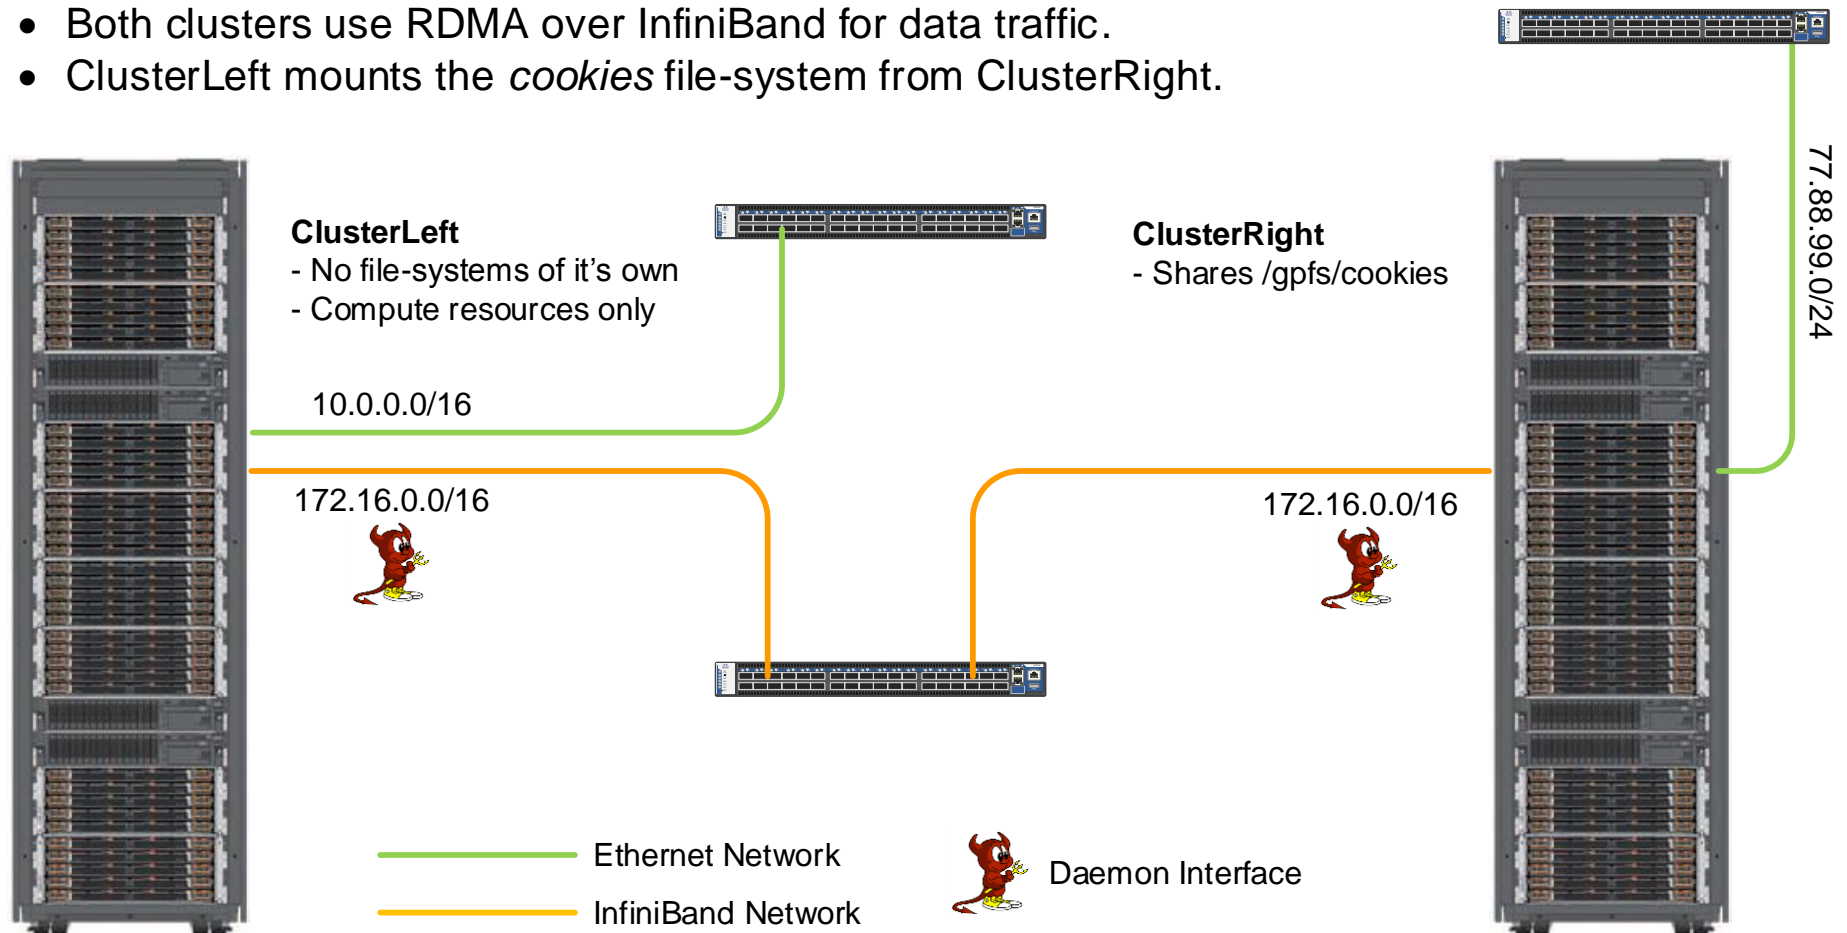 • Both clusters use RDMA over InfiniBand for data traffic.
• ClusterLeft mounts the cookies file-system from ClusterRight.
ClusterLeft
- No file-systems of it’s own
- Compute resources only
ClusterRight
- Shares /gpfs/cookies
77.88.99.0/24
10.0.0.0/16
172.16.0.0/16
172.16.0.0/16
Ethernet Network
InfiniBand Network
Daemon Interface